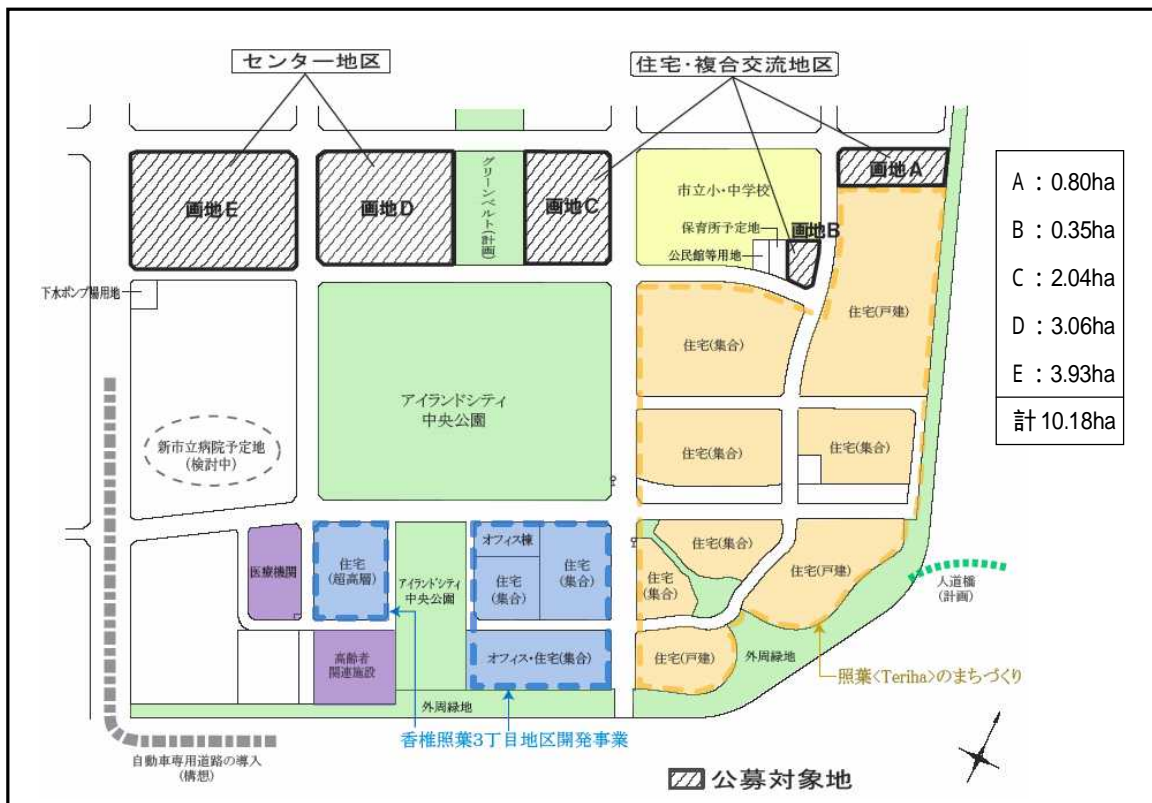 センター地区
住宅・複合交流地区
画地E
画地D
グリーンベルト(計画)
画地C
市立小・中学校
保育所予定地
公民館等用地
画地B
画地A
A：0.80ha
B：0.35ha
C：2.04ha
D：3.06ha
E：3.93ha
計10.18ha
下水ポンプ場用地
住宅(戸建)
住宅(集合)
アイランドシティ
中央公園
新市立病院予定地
(検討中)
住宅(集合)
住宅(集合)
医療機関
住宅
(超高層)
アイランドシティ
中央公園
オフィス棟
住宅
(集合)
住宅
(集合)
住宅(集合)
住宅
(集合)
住宅(戸建)
人道橋
(計画)
高齢者
関連施設
オフィス・住宅(集合)
住宅(戸建)
外周緑地
照葉<Teriha>のまちづくり
外周緑地
香椎照葉3丁目地区開発事業
自動車専用道路の導入
(構想)
公募対象地